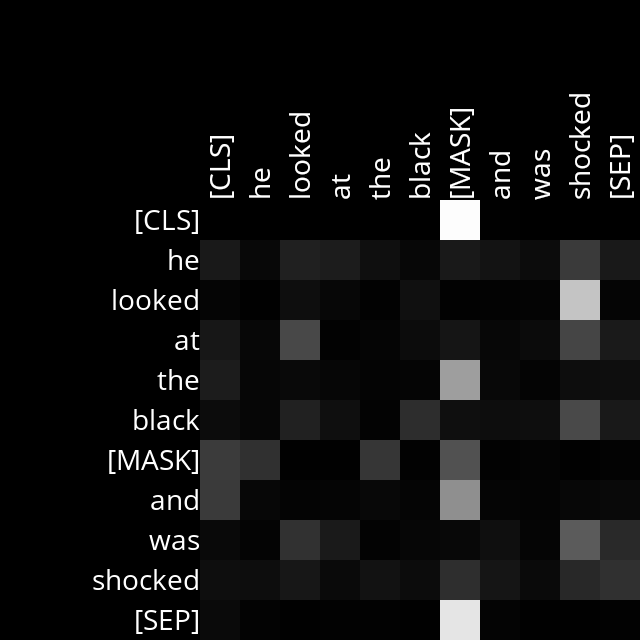 [CLS] he looked at the black [MASK] and was shocked [SEP]
[CLS]
he
looked
at
the
black
[MASK]
and
was
shocked
[SEP]